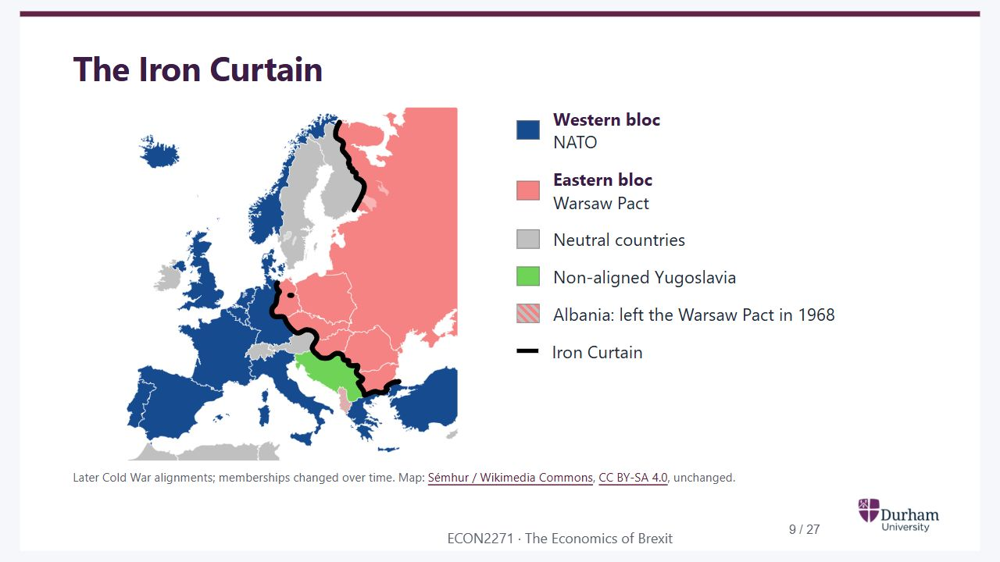 The Iron Curtain
Western bloc
NATO
Eastern bloc
Warsaw Pact
Neutral countries
Non-aligned Yugoslavia
Albania: left the Warsaw Pact in 1968
Iron Curtain
Later Cold War alignments; memberships changed over time. Map: Sémhur / Wikimedia Commons, CC BY-SA 4.0, unchanged.
ECON2271 · The Economics of Brexit
9 / 27
Durham
University